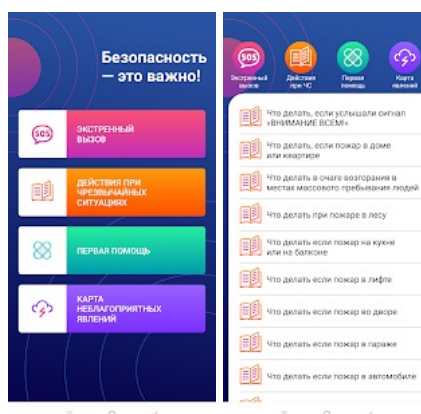 Безопасность
— это важно!
SOS
ЭКСТРЕННЫЙ
ВЫЗОВ
ДЕЙСТВИЯ ПРИ
ЧРЕЗВЫЧАЙНЫХ
СИТУАЦИЯХ
ПЕРВАЯ ПОМОЩЬ
КАРТА
НЕБЛАГОПРИЯТНЫХ
ЯВЛЕНИЙ
SOS
Экстренный
вызов
Действия
при ЧС
Первая
помощь
Карта
явлений
Что делать, если услышали сигнал
«ВНИМАНИЕ ВСЕМ!»
Что делать, если пожар в доме
или квартире
Что делать в очаге возгорания в
местах массового пребывания людей
Что делать при пожаре в лесу
Что делать если пожар на кухне
или на балконе
Что делать если пожар в лифте
Что делать если пожар во дворе
Что делать если пожар в гараже
Что делать если пожар в автомобиле